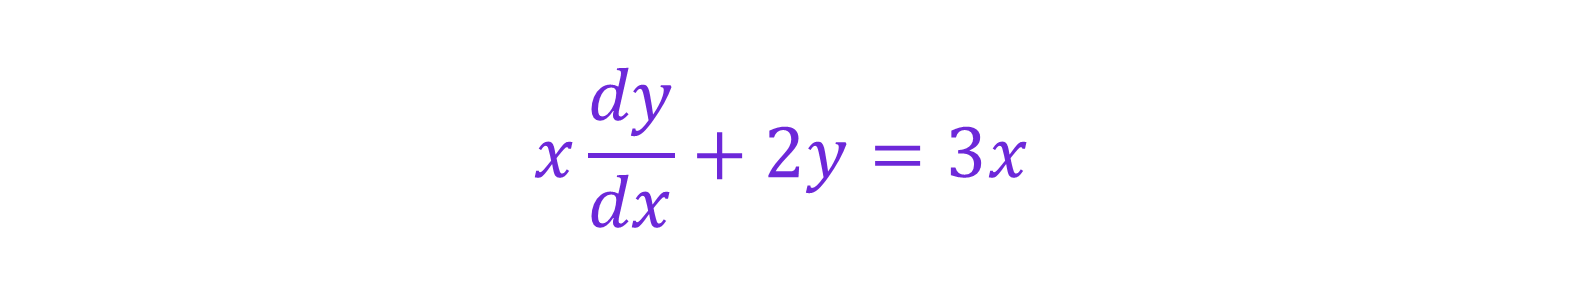 x dy/dx + 2y = 3x